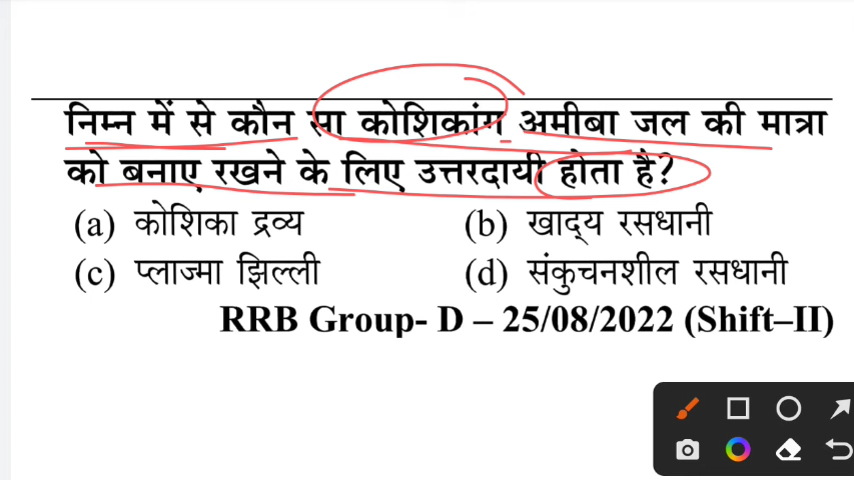 निम्न में से कौन सा कोशिकांग अमीबा जल की मात्रा
को बनाए रखने के लिए उत्तरदायी होता है?
(a) कोशिका द्रव्य (b) खाद्य रसधानी
(c) प्लाज्मा झिल्ली (d) संकुचनशील रसधानी
RRB Group- D – 25/08/2022 (Shift–II)